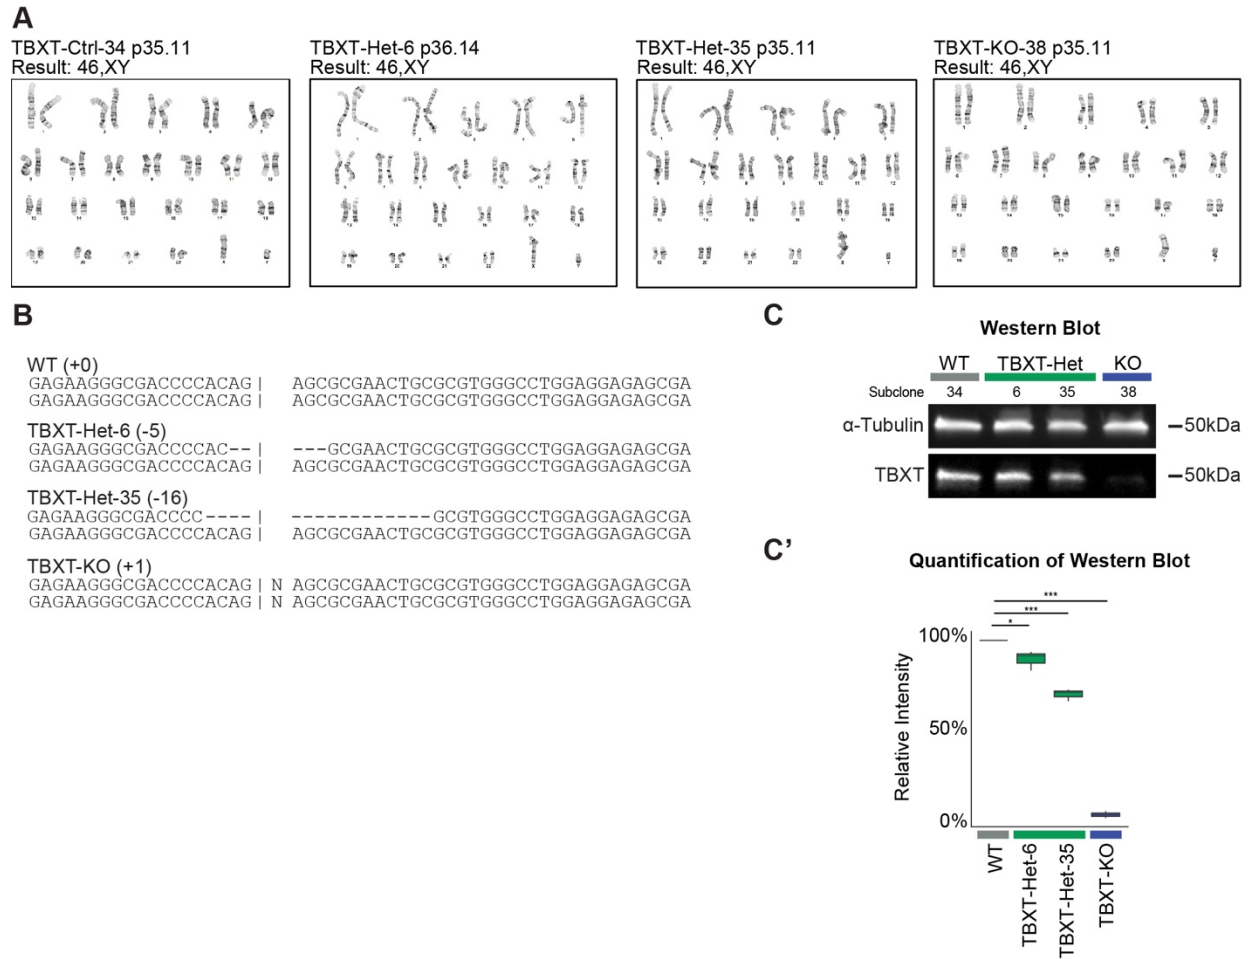 A
TBXT-Ctrl-34 p35.11
Result: 46,XY
TBXT-Het-6 p36.14
Result: 46,XY
TBXT-Het-35 p35.11
Result: 46,XY
TBXT-KO-38 p35.11
Result: 46,XY
B
WT (+0)
GAGAAGGGCGACCCCACAG| AGCGCGAACTGCGCGTGGGCCTGGAGGAGAGCGA
GAGAAGGGCGACCCCACAG| AGCGCGAACTGCGCGTGGGCCTGGAGGAGAGCGA
TBXT-Het-6 (-5)
GAGAAGGGCGACCCCAC--| ---GCGAACTGCGCGTGGGCCTGGAGGAGAGCGA
GAGAAGGGCGACCCCACAG| AGCGCGAACTGCGCGTGGGCCTGGAGGAGAGCGA
TBXT-Het-35 (-16)
GAGAAGGGCGACCCC----| ------------GCGTGGGCCTGGAGGAGAGCGA
GAGAAGGGCGACCCCACAG| AGCGCGAACTGCGCGTGGGCCTGGAGGAGAGCGA
TBXT-KO (+1)
GAGAAGGGCGACCCCACAG|N AGCGCGAACTGCGCGTGGGCCTGGAGGAGAGCGA
GAGAAGGGCGACCCCACAG|N AGCGCGAACTGCGCGTGGGCCTGGAGGAGAGCGA
C
Western Blot
WT TBXT-Het KO
Subclone 34 6 35 38
α-Tubulin —50kDa
TBXT —50kDa
C’
Quantification of Western Blot
***
***
*
100%
50%
0%
Relative Intensity
WT
TBXT-Het-6
TBXT-Het-35
TBXT-KO